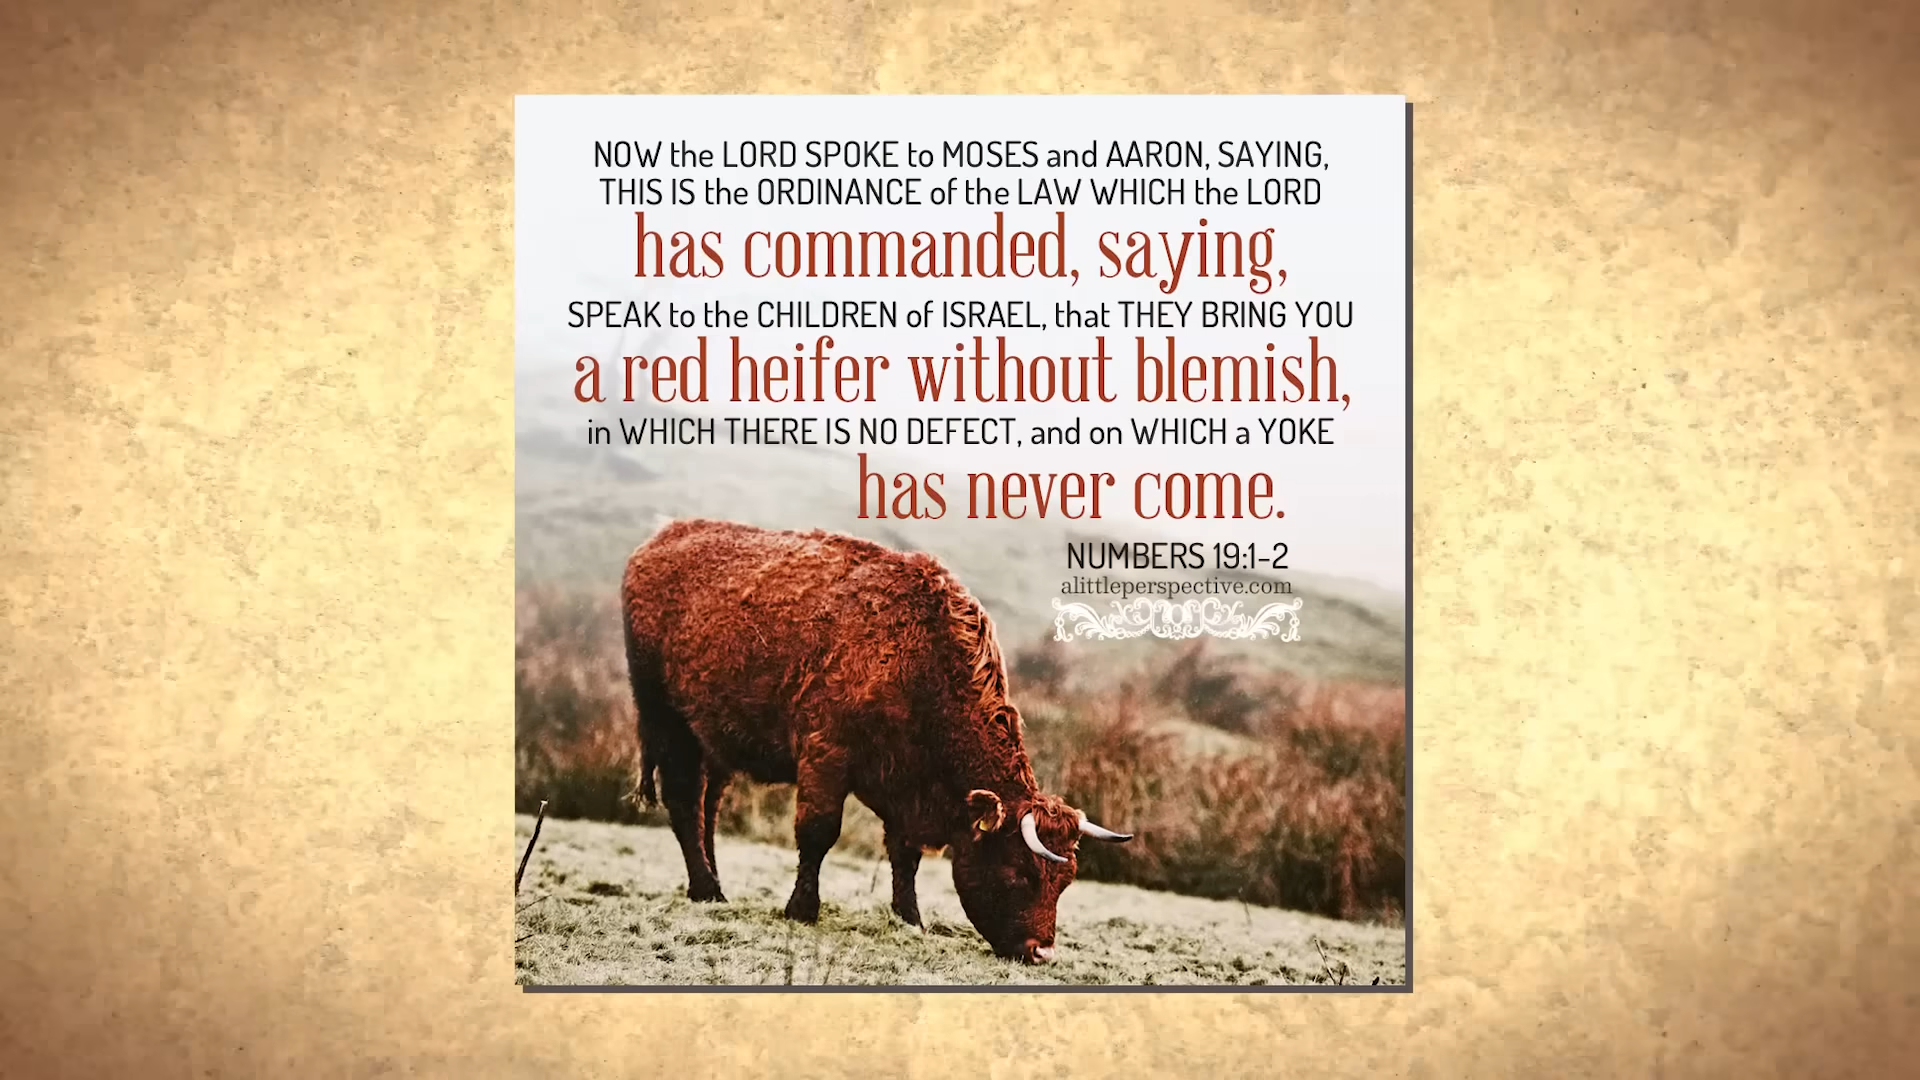 NOW the LORD SPOKE to MOSES and AARON, SAYING,
THIS IS the ORDINANCE of the LAW WHICH the LORD
has commanded, saying,
SPEAK to the CHILDREN of ISRAEL, that THEY BRING YOU
a red heifer without blemish,
in WHICH THERE IS NO DEFECT, and on WHICH a YOKE
has never come.
NUMBERS 19:1-2
alittleperspective.com